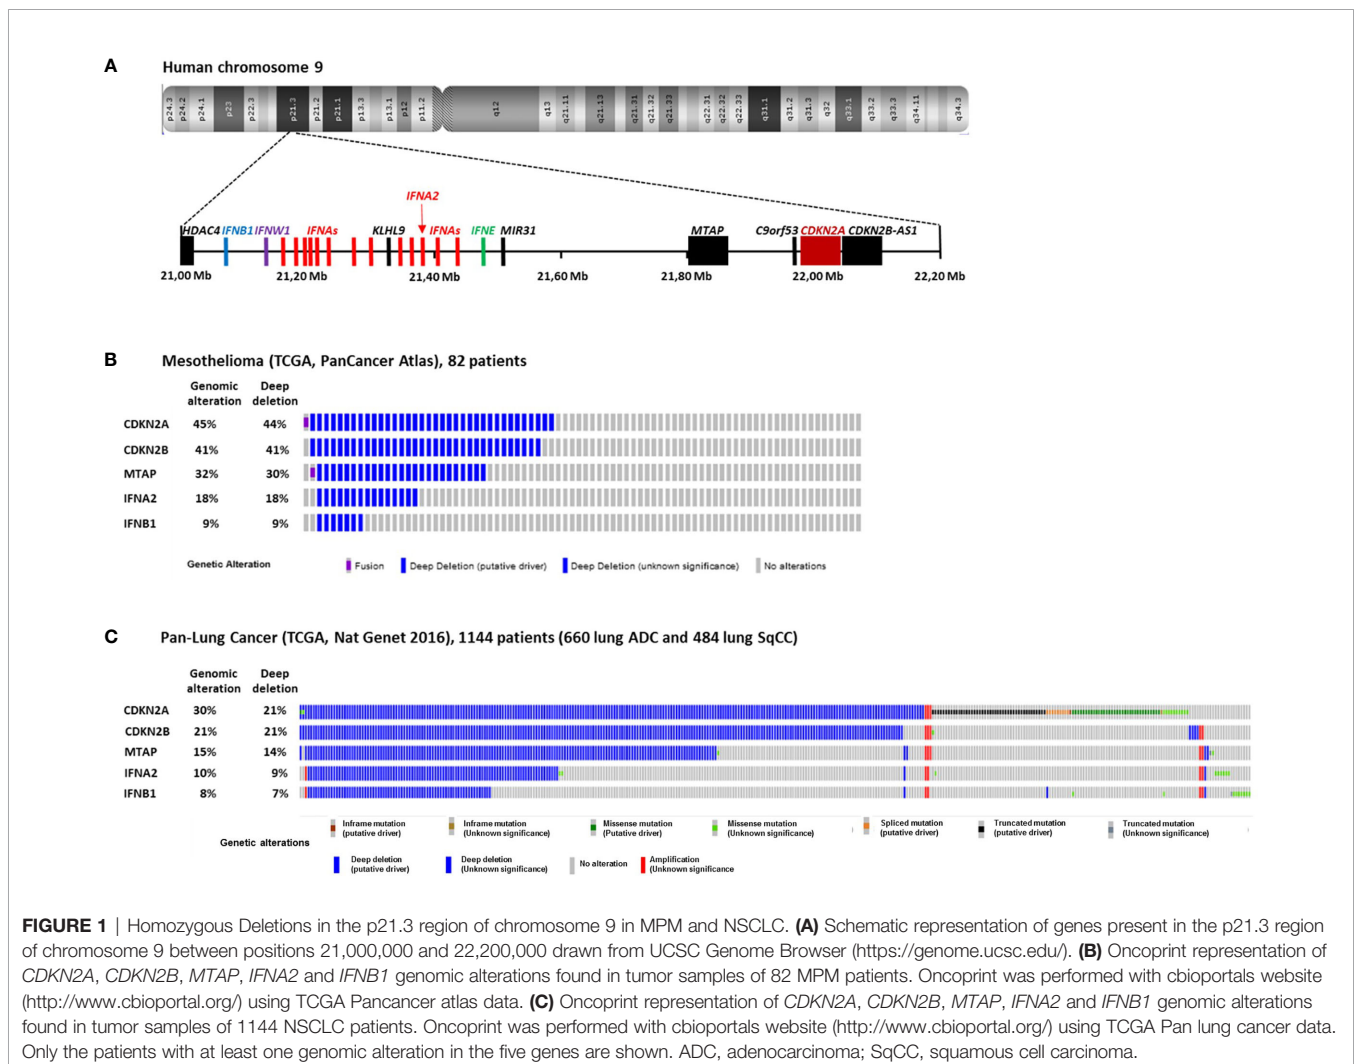 A Human chromosome 9
p24.3 p24.2 p24.1 p23 p22.3 p21.3 p21.2 p21.1 p13.3 p13.1 p12 p11.2 q12 q13 q21.11 q21.13 q21.31 q21.32 q21.33 q22.31 q22.32 q22.33 q31.1 q31.2 q31.3 q32 q33.1 q33.2 q33.3 q34.11 q34.3
IFNA2
HDAC4 IFNB1 IFNW1 IFNAs KLHL9 IFNAs IFNE MIR31 MTAP C9orf53 CDKN2A CDKN2B-AS1
21,00 Mb 21,20 Mb 21,40 Mb 21,60 Mb 21,80 Mb 22,00 Mb 22,20 Mb
B Mesothelioma (TCGA, PanCancer Atlas), 82 patients
Genomic Deep
alteration deletion
CDKN2A 45% 44%
CDKN2B 41% 41%
MTAP 32% 30%
IFNA2 18% 18%
IFNB1 9% 9%
Genetic Alteration Fusion Deep Deletion (putative driver) Deep Deletion (unknown significance) No alterations
C Pan-Lung Cancer (TCGA, Nat Genet 2016), 1144 patients (660 lung ADC and 484 lung SqCC)
Genomic Deep
alteration deletion
CDKN2A 30% 21%
CDKN2B 21% 21%
MTAP 15% 14%
IFNA2 10% 9%
IFNB1 8% 7%
Inframe mutation Inframe mutation Missense mutation Missense mutation Spliced mutation Truncated mutation Truncated mutation
(putative driver) (Unknown significance) (Putative driver) (Unknown significance) (putative driver) (putative driver) (Unknown significance)
Genetic alterations
Deep deletion Deep deletion No alteration Amplification
(putative driver) (Unknown significance) (Unknown significance
FIGURE 1 | Homozygous Deletions in the p21.3 region of chromosome 9 in MPM and NSCLC. (A) Schematic representation of genes present in the p21.3 region
of chromosome 9 between positions 21,000,000 and 22,200,000 drawn from UCSC Genome Browser (https://genome.ucsc.edu/). (B) Oncoprint representation of
CDKN2A, CDKN2B, MTAP, IFNA2 and IFNB1 genomic alterations found in tumor samples of 82 MPM patients. Oncoprint was performed with cbioportals website
(http://www.cbioportal.org/) using TCGA Pancancer atlas data. (C) Oncoprint representation of CDKN2A, CDKN2B, MTAP, IFNA2 and IFNB1 genomic alterations
found in tumor samples of 1144 NSCLC patients. Oncoprint was performed with cbioportals website (http://www.cbioportal.org/) using TCGA Pan lung cancer data.
Only the patients with at least one genomic alteration in the five genes are shown. ADC, adenocarcinoma; SqCC, squamous cell carcinoma.